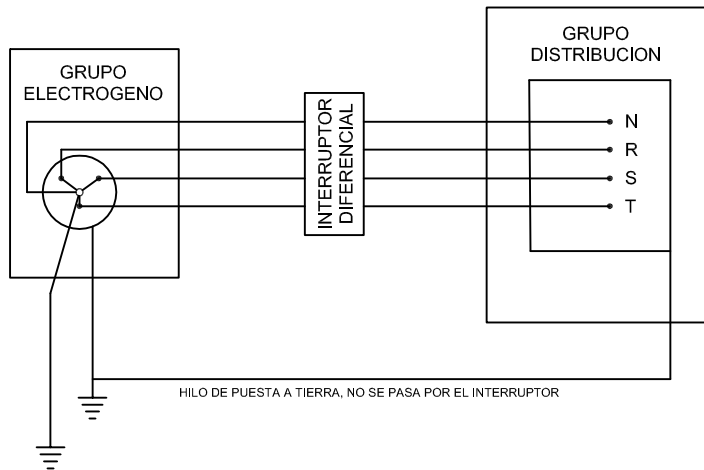 GRUPO
DISTRIBUCION
GRUPO
ELECTROGENO
INTERRUPTOR
DIFERENCIAL
N
R
S
T
HILO DE PUESTA A TIERRA, NO SE PASA POR EL INTERRUPTOR